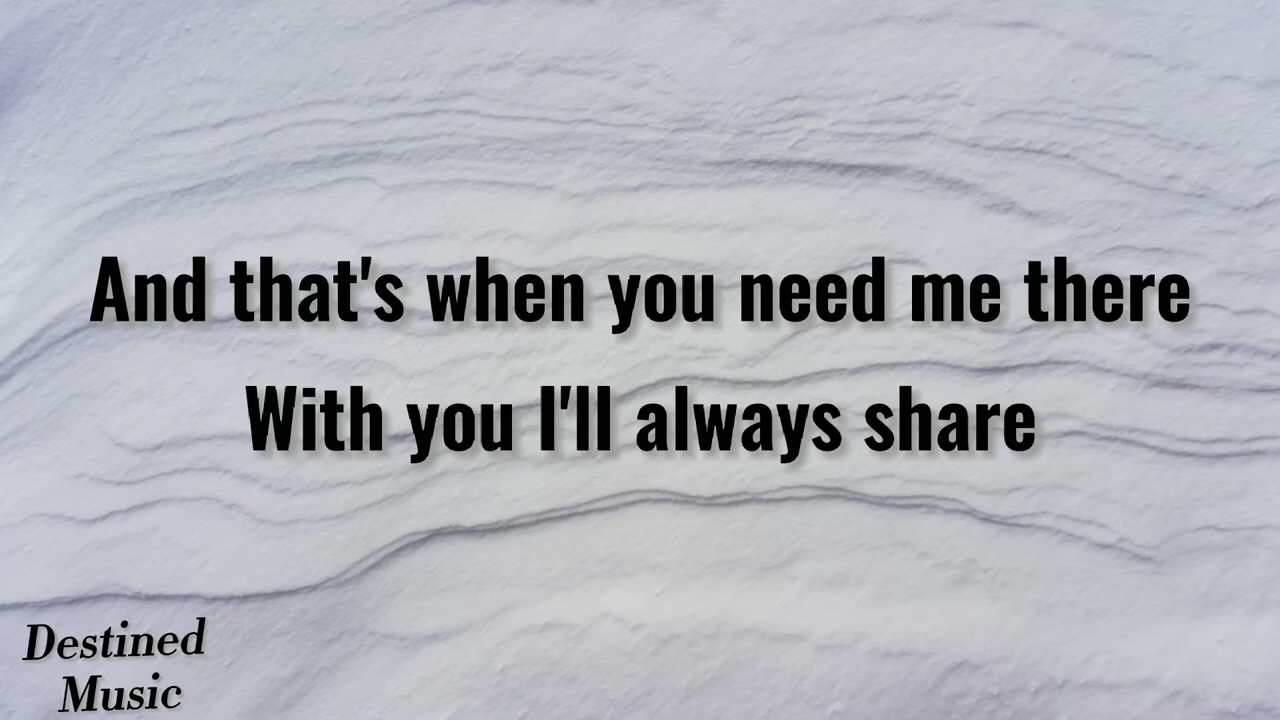 And that's when you need me there
With you I'll always share
Destined
Music